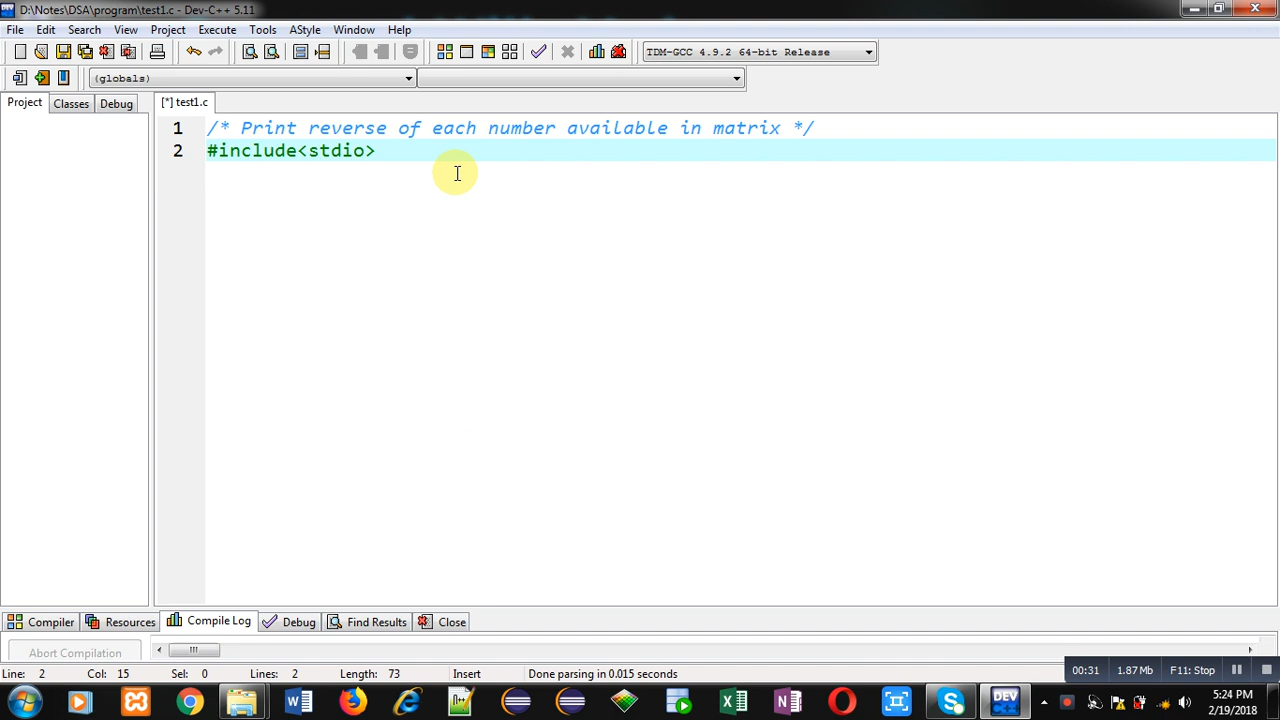 D:\Notes\DSA\program\test1.c - Dev-C++ 5.11
File Edit Search View Project Execute Tools AStyle Window Help
TDM-GCC 4.9.2 64-bit Release
(globals)
Project Classes Debug
[*] test1.c
1 /* Print reverse of each number available in matrix */
2 #include<stdio>
Compiler Resources Compile Log Debug Find Results Close
Abort Compilation
Line: 2 Col: 15 Sel: 0 Lines: 2 Length: 73 Insert Done parsing in 0.015 seconds
00:31 1.87 Mb F11: Stop
DEV
5:24 PM
2/19/2018